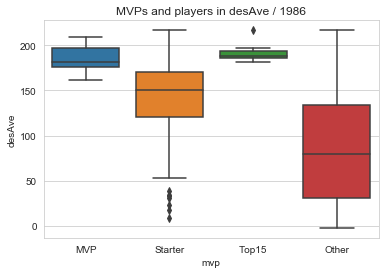 MVPs and players in desAve / 1986
200
150
100
50
0
desAve
MVP Starter Top15 Other
mvp